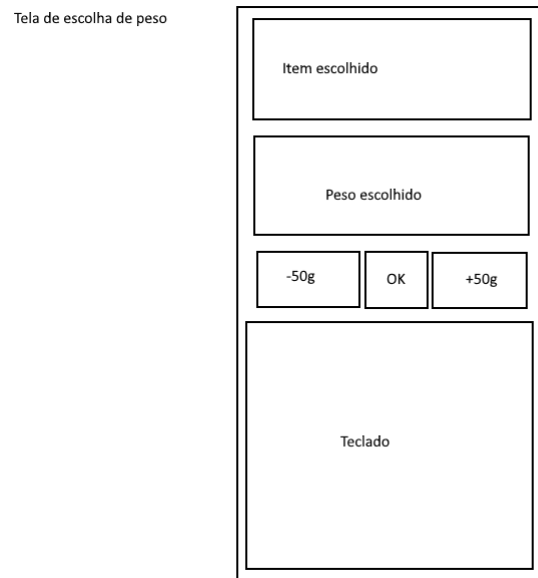 Tela de escolha de peso
Item escolhido
Peso escolhido
-50g
OK
+50g
Teclado